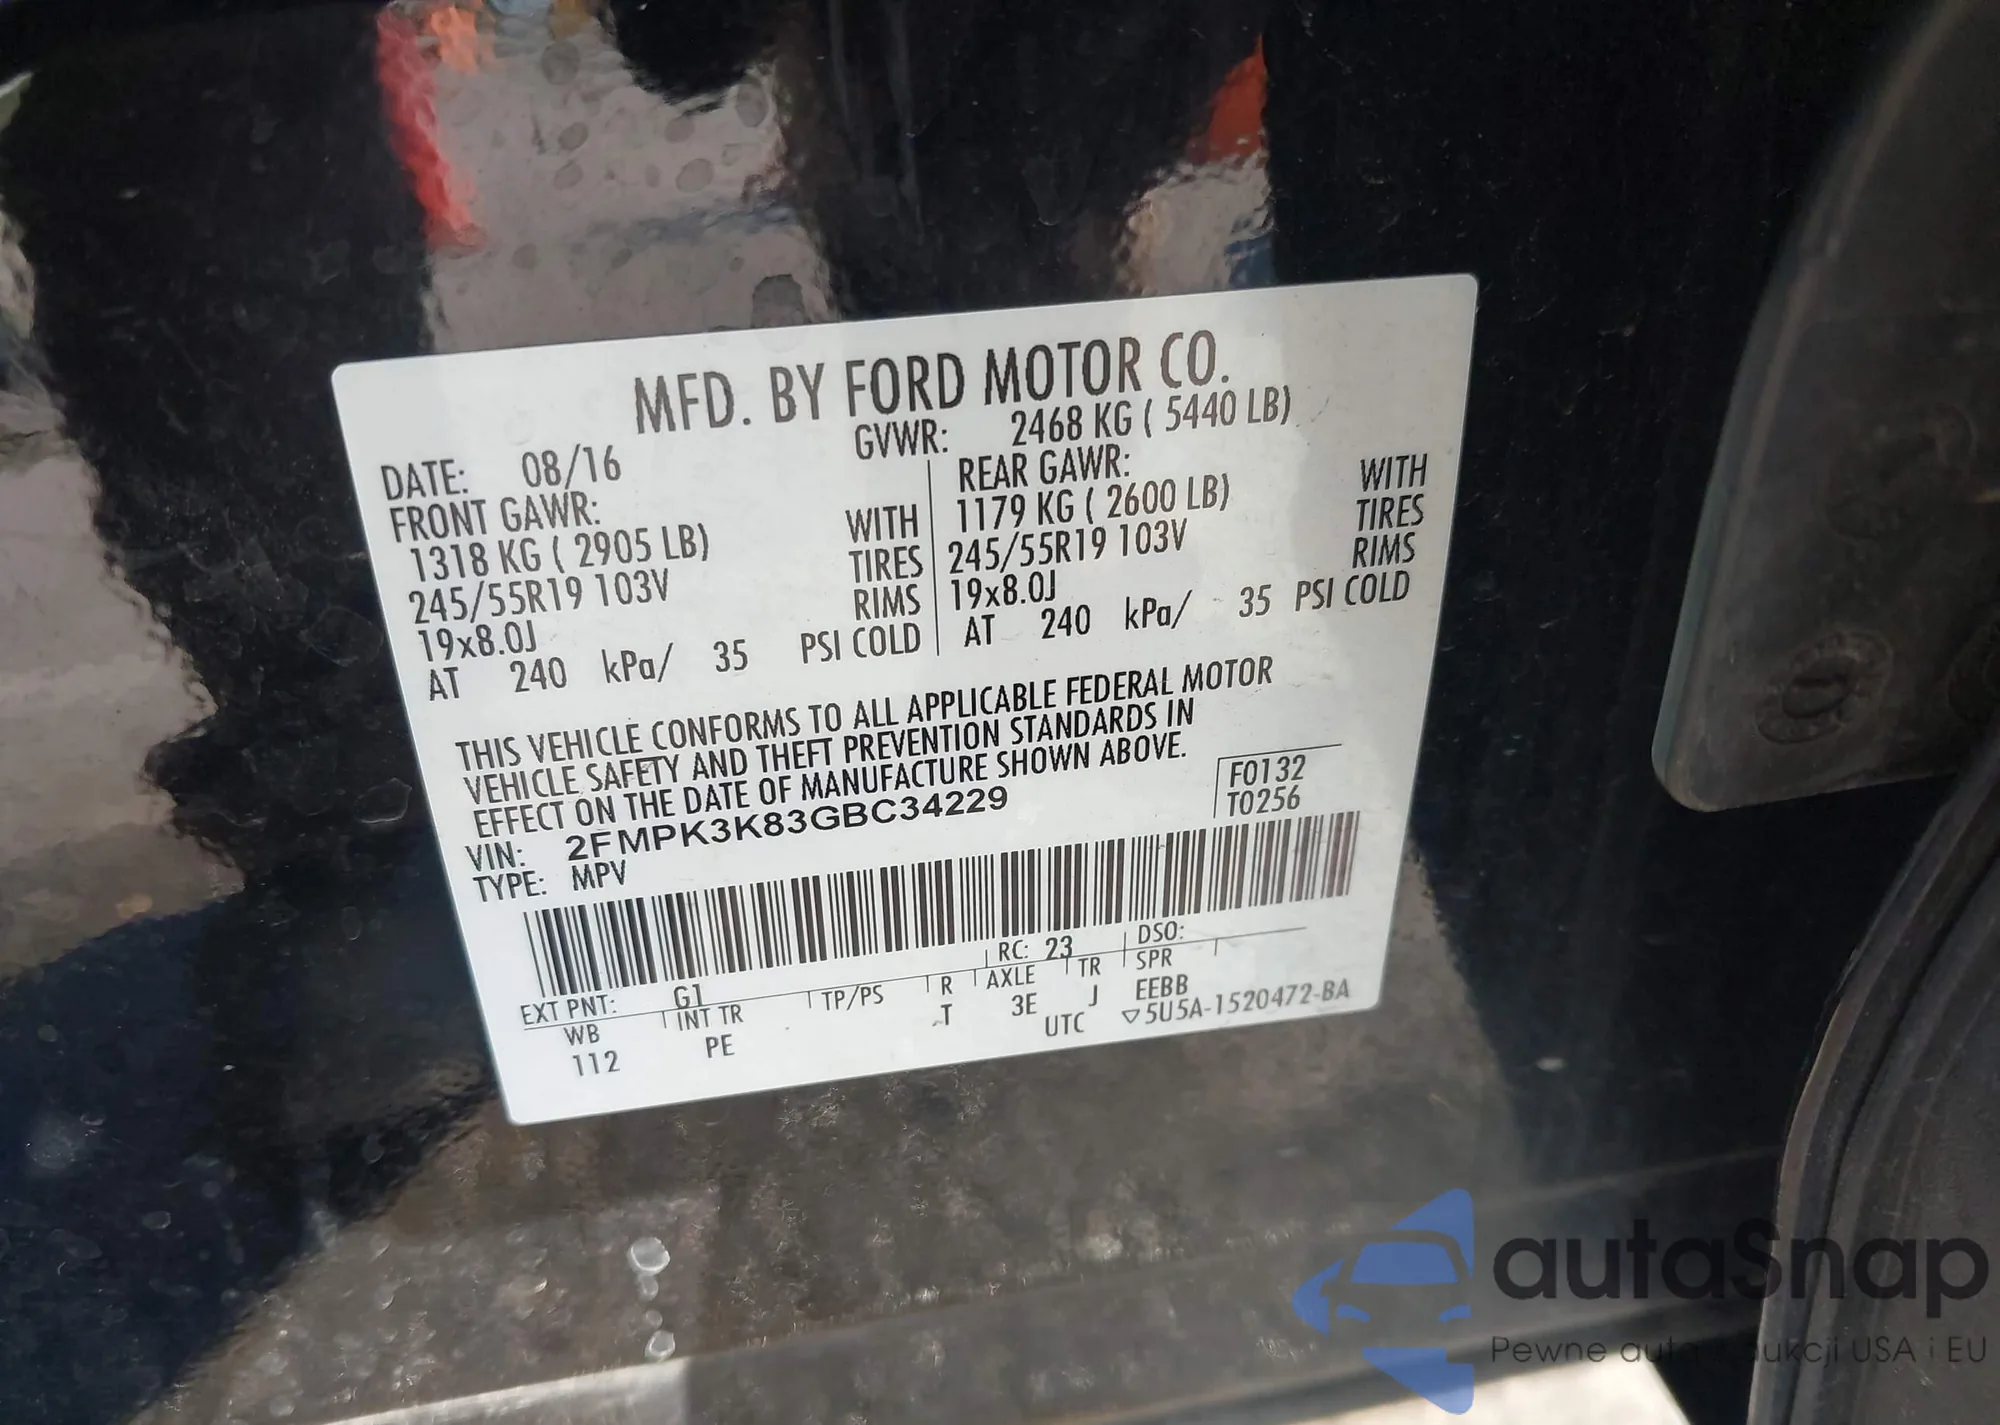 MFD. BY FORD MOTOR CO.
DATE: 08/16 GVWR: 2468 KG ( 5440 LB)
FRONT GAWR: REAR GAWR:
1318 KG ( 2905 LB) WITH 1179 KG ( 2600 LB) WITH
245/55R19 103V TIRES 245/55R19 103V TIRES
19x8.0J RIMS 19x8.0J RIMS
AT 240 kPa/ 35 PSI COLD AT 240 kPa/ 35 PSI COLD
THIS VEHICLE CONFORMS TO ALL APPLICABLE FEDERAL MOTOR
VEHICLE SAFETY AND THEFT PREVENTION STANDARDS IN
EFFECT ON THE DATE OF MANUFACTURE SHOWN ABOVE.
VIN: 2FMPK3K83GBC34229 F0132
TYPE: MPV T0256
EXT PNT: G1 RC: 23 DSO:
WB INT TR TP/PS R AXLE TR SPR
112 PE T 3E J EEBB
UTC ▽5U5A-1520472-BA
autaSnap
Pewne auta USA i EU